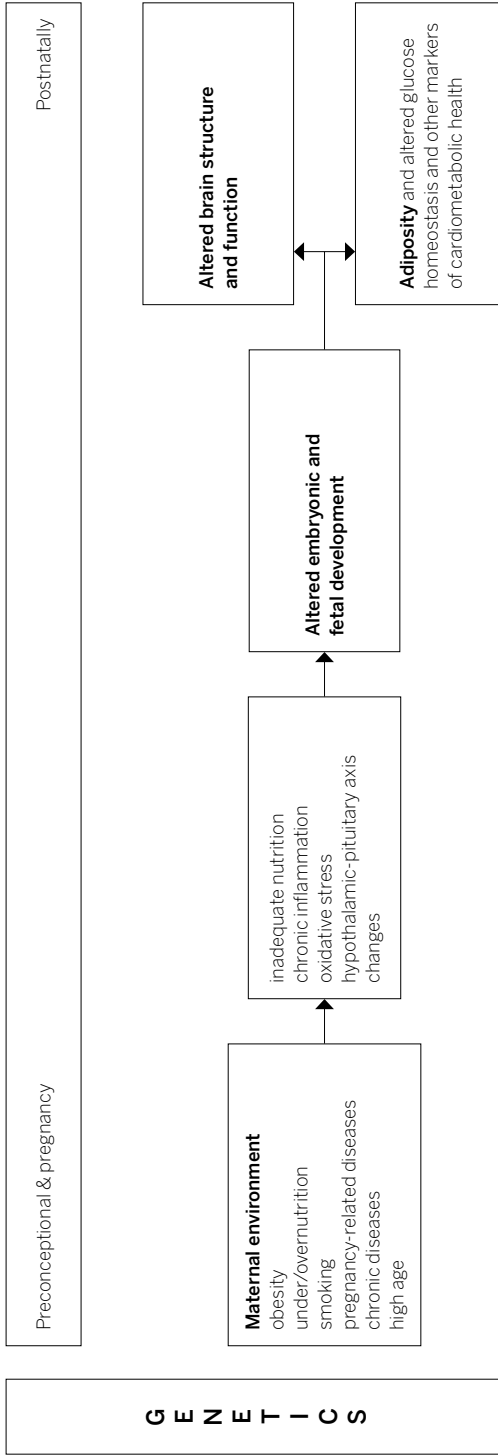 GENETICS
Preconceptional & pregnancy
Postnatally
Maternal environment
obesity
under/overnutrition
smoking
pregnancy-related diseases
chronic diseases
high age
inadequate nutrition
chronic inflammation
oxidative stress
hypothalamic-pituitary axis
changes
Altered embryonic and
fetal development
Altered brain structure
and function
Adiposity and altered glucose
homeostasis and other markers
of cardiometabolic health